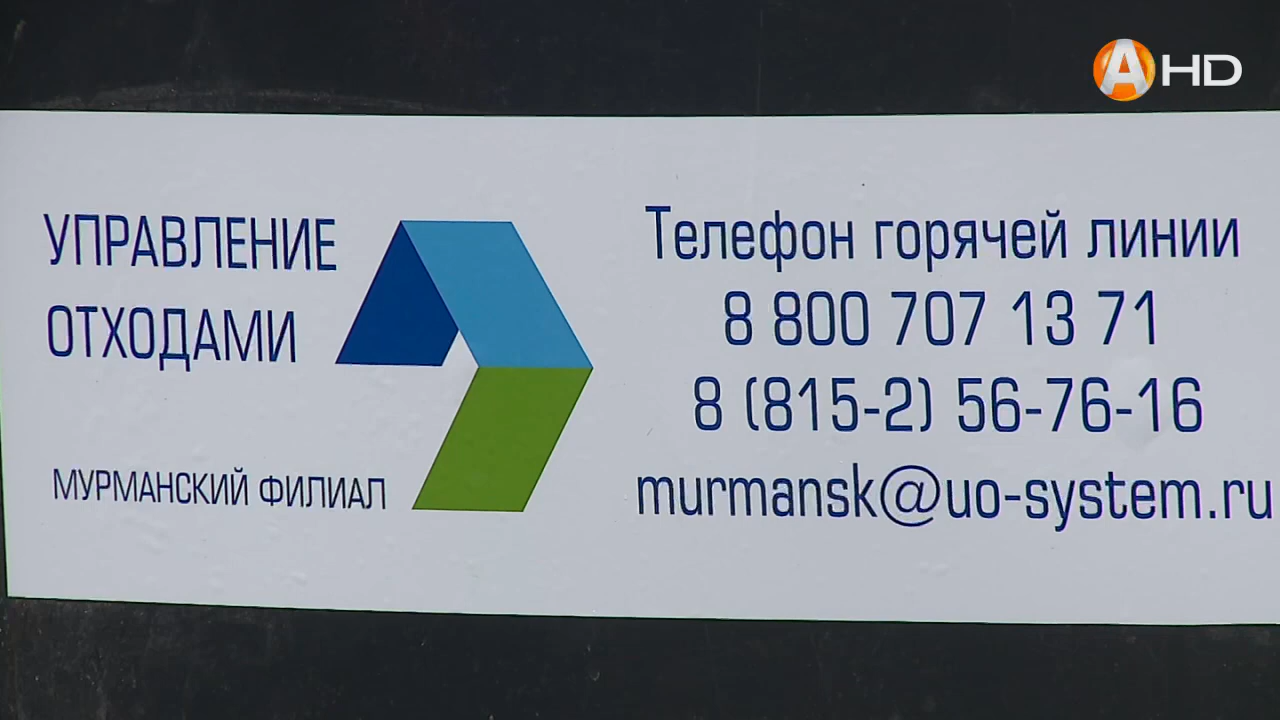 АHD
УПРАВЛЕНИЕ
ОТХОДАМИ
МУРМАНСКИЙ ФИЛИАЛ
Телефон горячей линии
8 800 707 13 71
8 (815-2) 56-76-16
murmansk@uo-system.ru